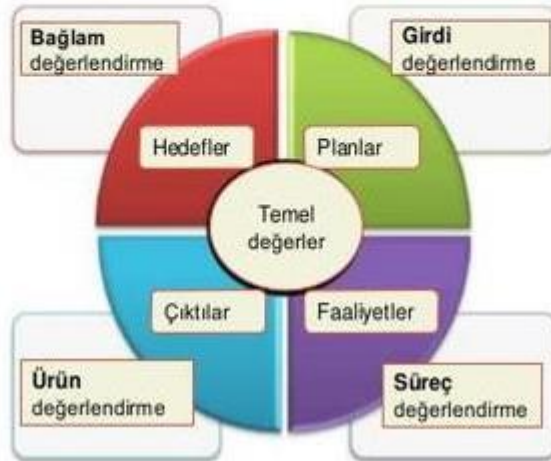 Bağlam
değerlendirme
Girdi
değerlendirme
Hedefler
Planlar
Temel
değerler
Çıktılar
Faaliyetler
Ürün
değerlendirme
Süreç
değerlendirme